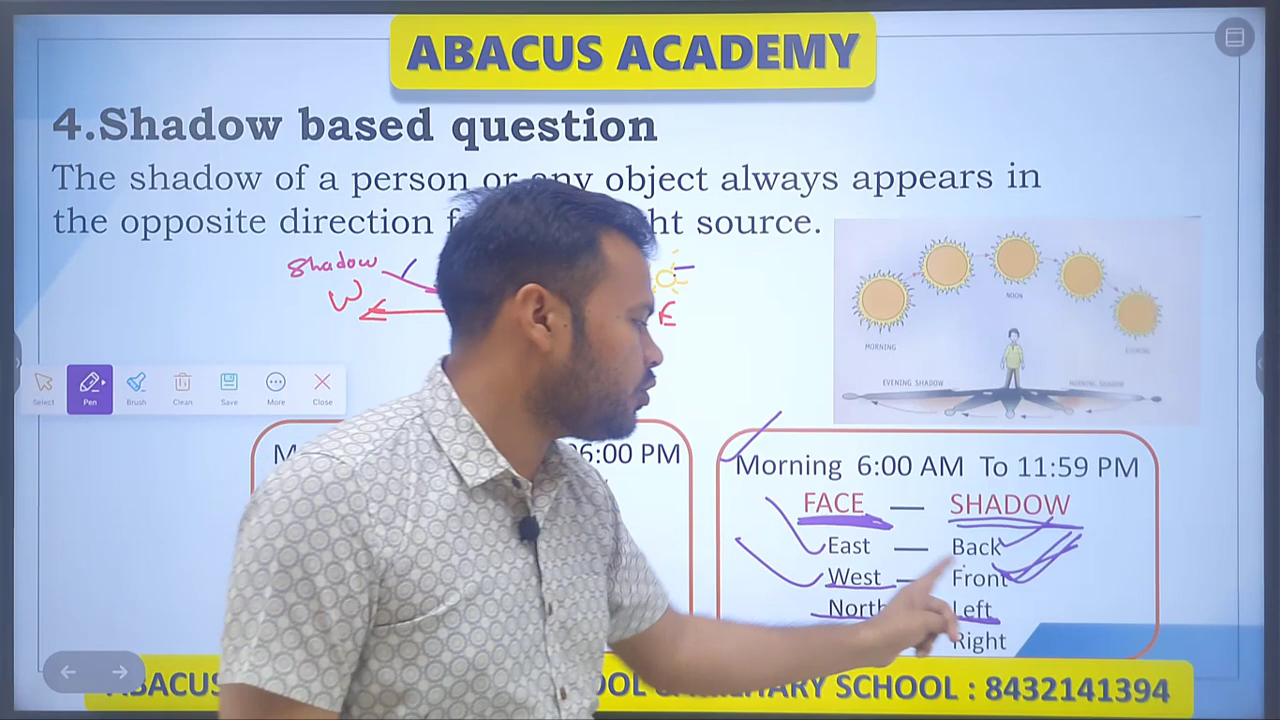 ABACUS ACADEMY
4.Shadow based question
The shadow of a person or any object always appears in
the opposite direction ht source.
Shadow
W
E
MORNING
NOON
EVENING
EVENING SHADOW
MORNING SHADOW
Select
Pen
Brush
Clean
Save
More
Close
M 06:00 PM
Morning 6:00 AM To 11:59 PM
FACE — SHADOW
East — Back
West — Front
North Left
Right
ABACUS SCHOOL : 8432141394